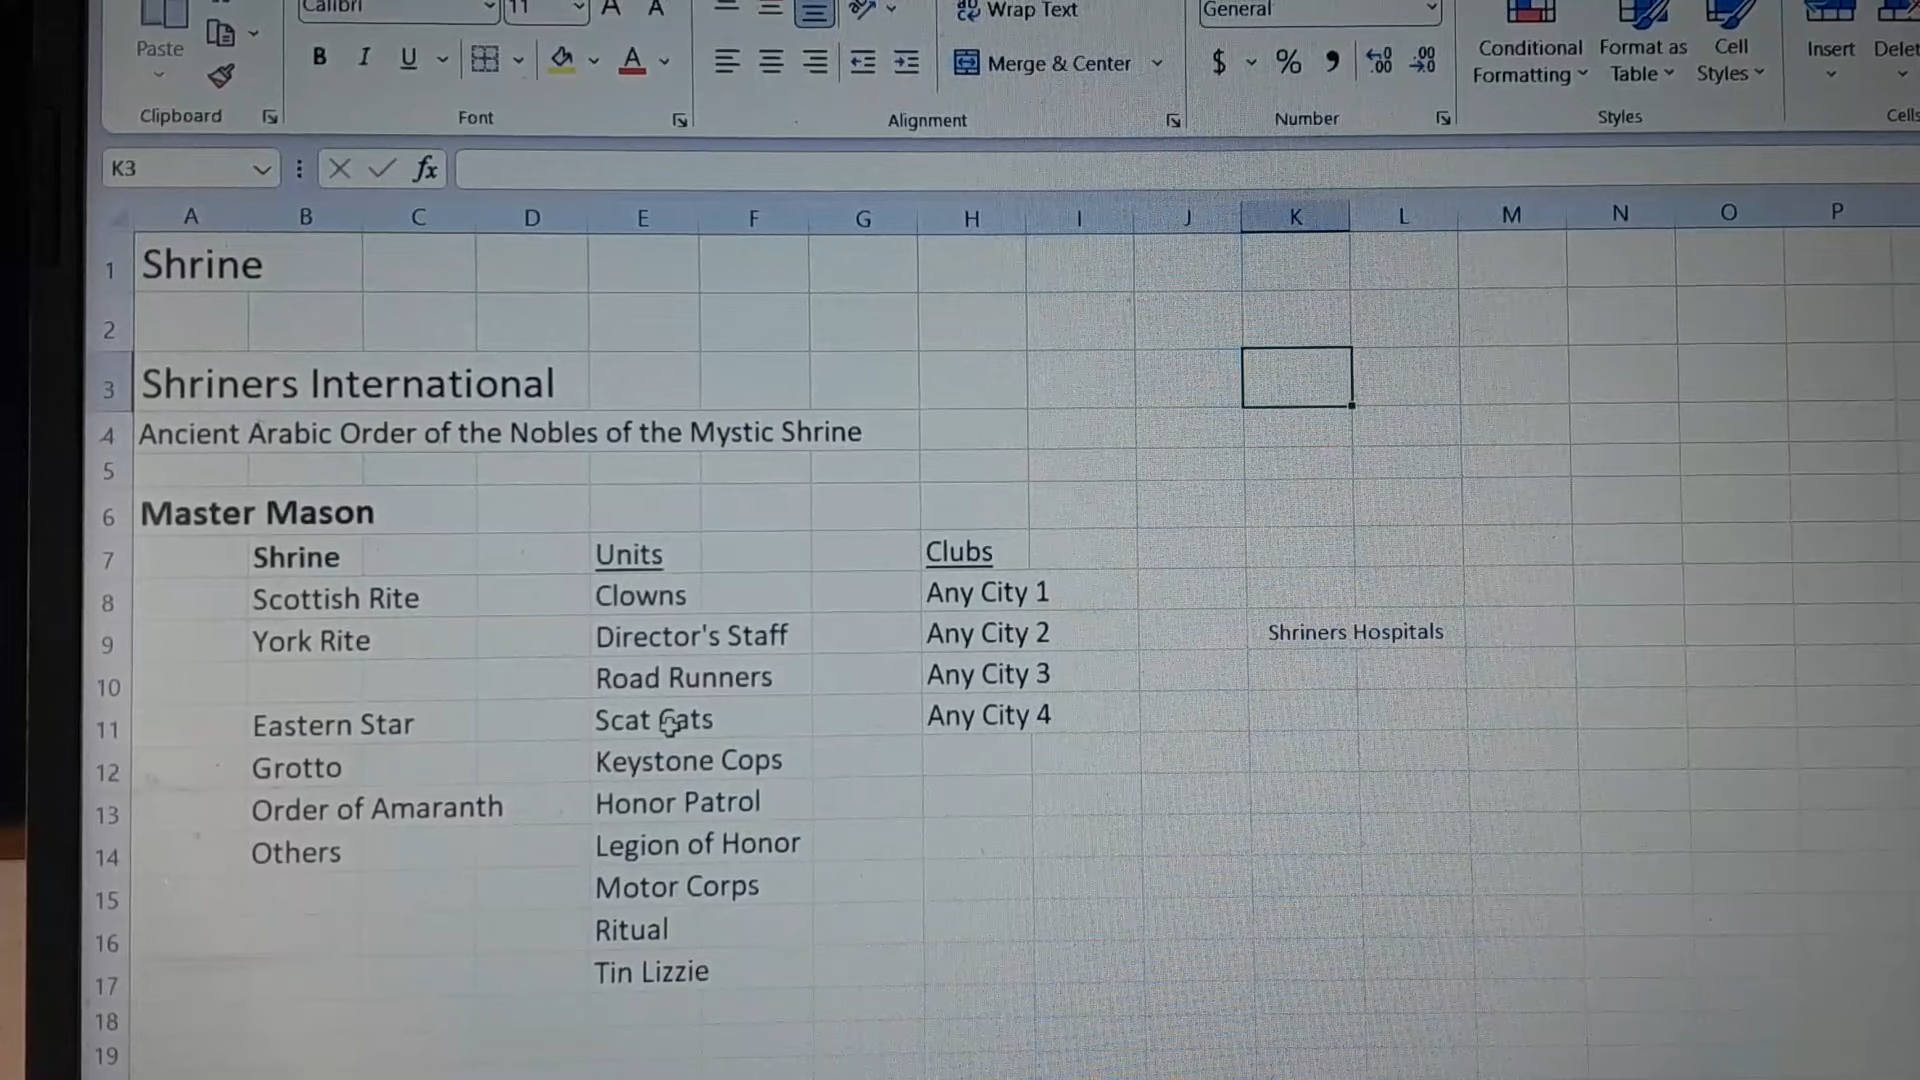 Calibri 11 A A Wrap Text General
Paste B I U A Merge & Center $ % 9 .00 .00 Conditional Formatting Format as Table Cell Styles Insert
Clipboard Font Alignment Number Styles Cells
K3 fx
A B C D E F G H I J K L M N O P
1 Shrine
2
3 Shriners International
4 Ancient Arabic Order of the Nobles of the Mystic Shrine
5
6 Master Mason
7 Shrine Units Clubs
8 Scottish Rite Clowns Any City 1
9 York Rite Director's Staff Any City 2 Shriners Hospitals
10 Road Runners Any City 3
11 Eastern Star Scat Cats Any City 4
12 Grotto Keystone Cops
13 Order of Amaranth Honor Patrol
14 Others Legion of Honor
15 Motor Corps
16 Ritual
17 Tin Lizzie
18
19